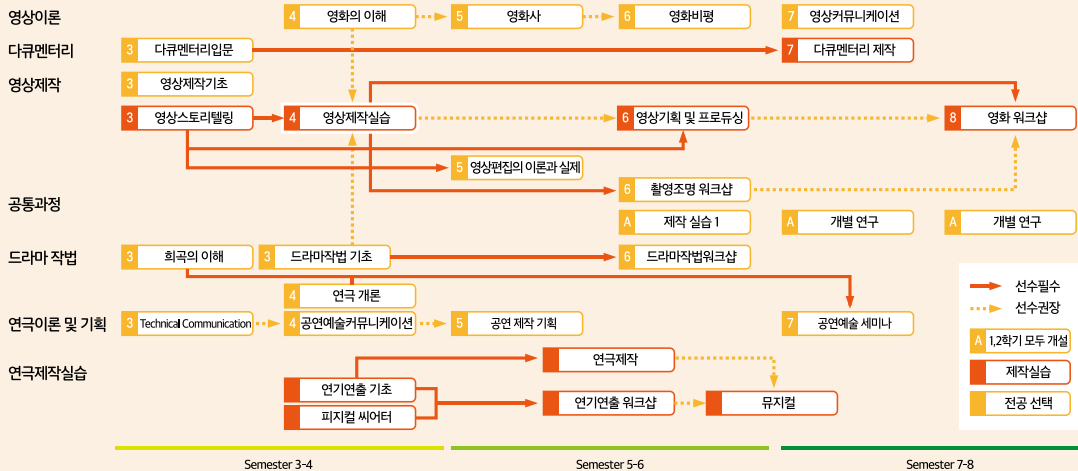 영상이론
4 영화의 이해
5 영화사
6 영화비평
7 영상커뮤니케이션
다큐멘터리
3 다큐멘터리입문
7 다큐멘터리 제작
영상제작
3 영상제작기초
3 영상스토리텔링
4 영상제작실습
6 영상기획 및 프로듀싱
8 영화 워크샵
5 영상편집의 이론과 실제
6 촬영조명 워크샵
공통과정
A 제작 실습 1
A 개별 연구
A 개별 연구
드라마 작법
3 희곡의 이해
3 드라마작법 기초
6 드라마작법워크샵
4 연극 개론
연극이론 및 기획
3 Technical Communication
4 공연예술커뮤니케이션
5 공연 제작 기획
7 공연예술 세미나
연극제작실습
연극제작
연기연출 기초
피지컬 씨어터
연기연출 워크샵
뮤지컬
선수필수
선수권장
A 1,2학기 모두 개설
제작실습
전공 선택
Semester 3-4
Semester 5-6
Semester 7-8